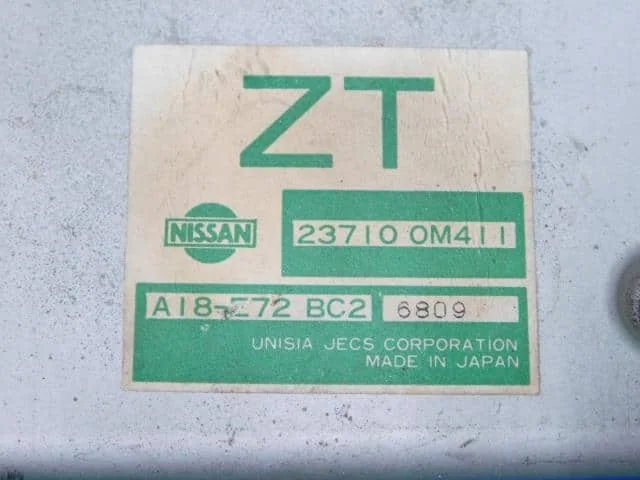 ZT
NISSAN
23710 0M411
A18-E72 BC2 6809
UNISIA JECS CORPORATION
MADE IN JAPAN